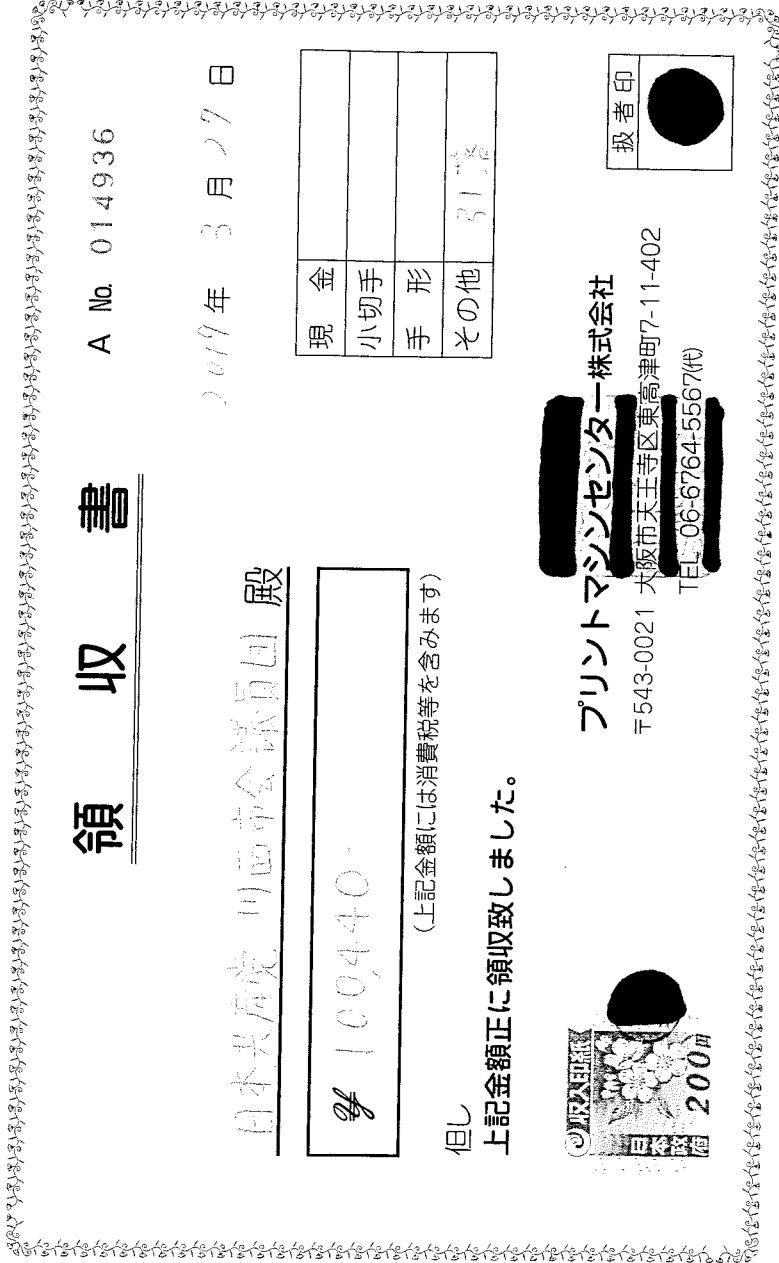 領収書
A No. 014936
2019年 3月27日
日本共産党 川西市会議員団 殿
¥ 100,440-
(上記金額には消費税等を含みます)
但し
上記金額正に領収致しました。
現金
小切手
手形
その他
収入印紙
日本政府
200円
プリントマシンセンター株式会社
〒543-0021 大阪市天王寺区東高津町7-11-402
TEL 06-6764-5567(代)
扱者印